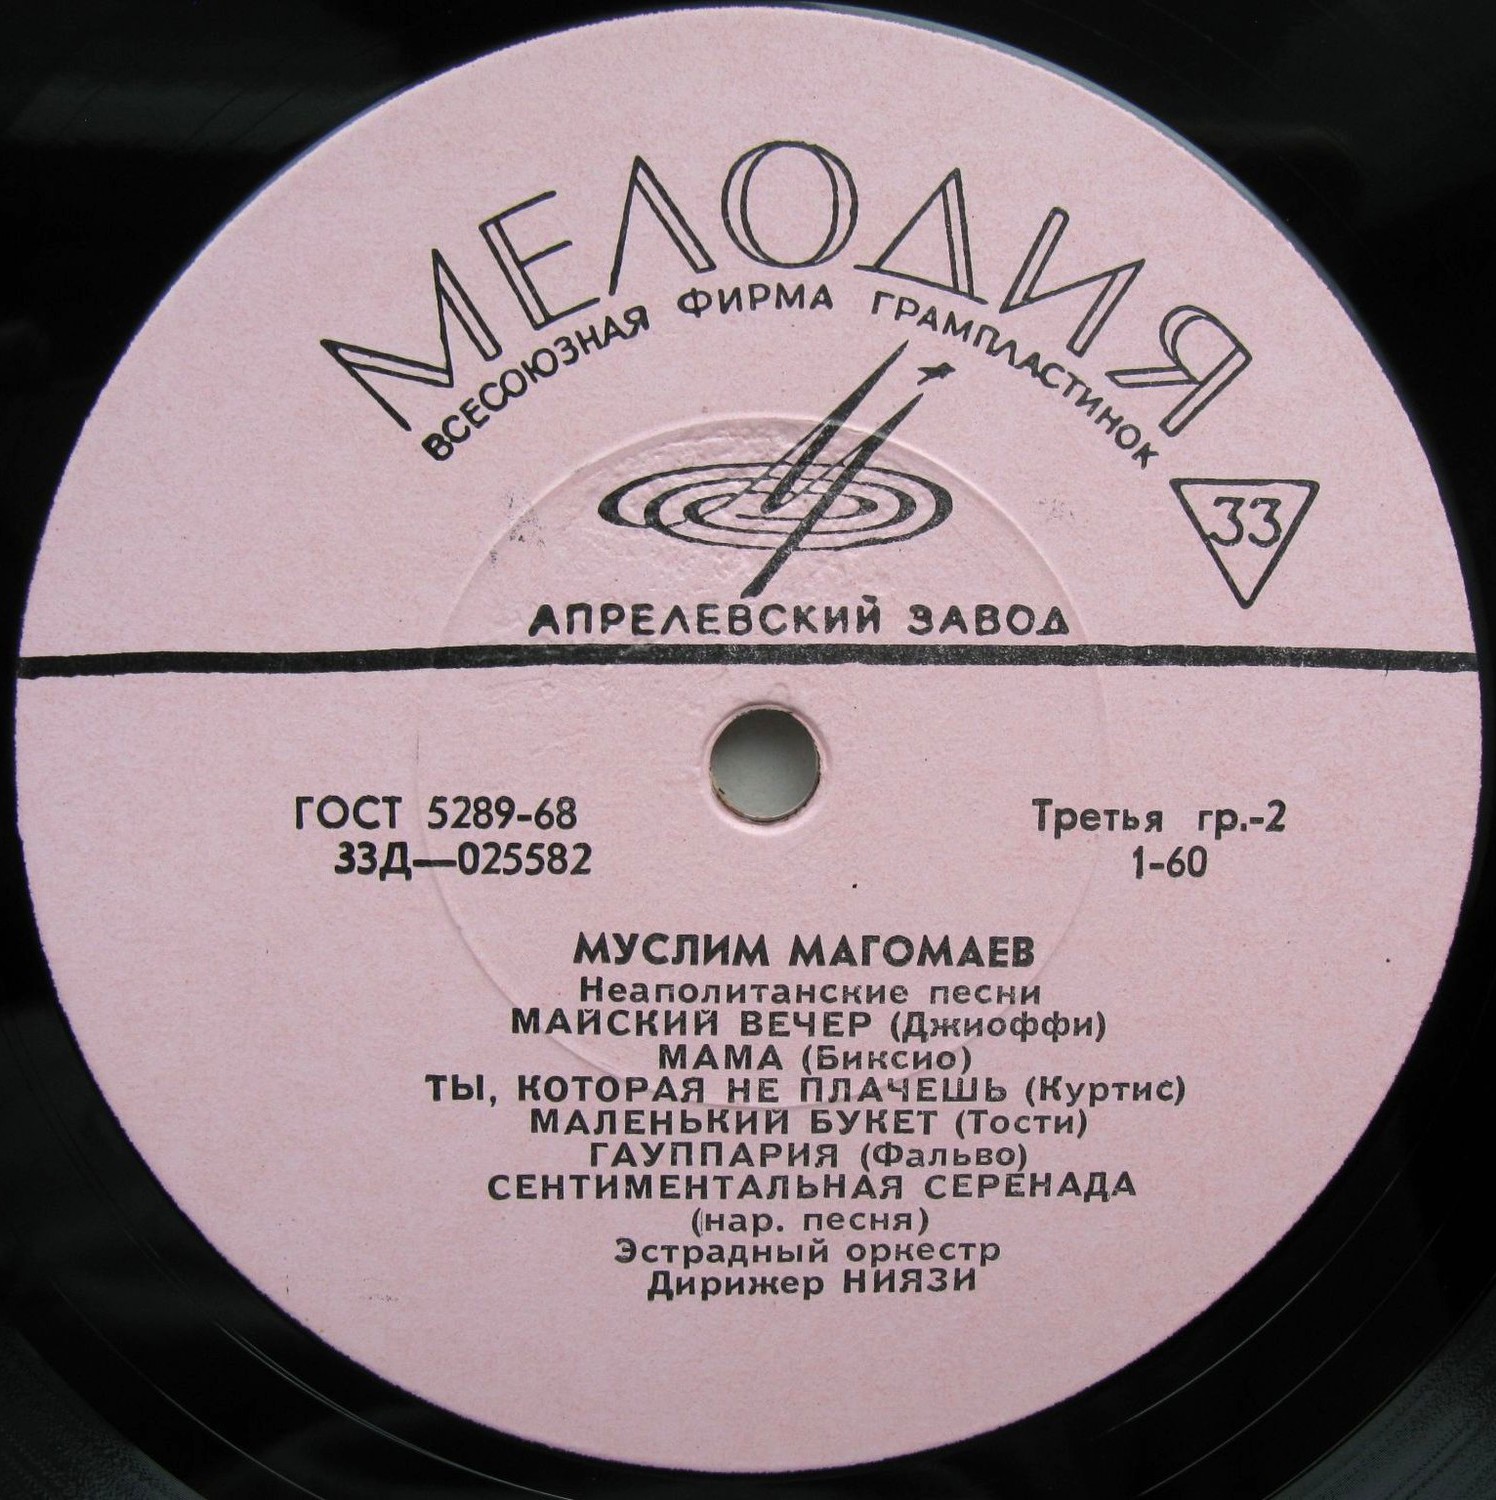 МЕЛОДИЯ
ВСЕСОЮЗНАЯ ФИРМА ГРАМПЛАСТИНОК
33
АПРЕЛЕВСКИЙ ЗАВОД
ГОСТ 5289-68
Третья гр.-2
33Д—025582
1-60
МУСЛИМ МАГОМАЕВ
Неаполитанские песни
МАЙСКИЙ ВЕЧЕР (Джиоффи)
МАМА (Биксио)
ТЫ, КОТОРАЯ НЕ ПЛАЧЕШЬ (Куртис)
МАЛЕНЬКИЙ БУКЕТ (Тости)
ГАУППАРИЯ (Фальво)
СЕНТИМЕНТАЛЬНАЯ СЕРЕНАДА
(нар. песня)
Эстрадный оркестр
Дирижер НИЯЗИ